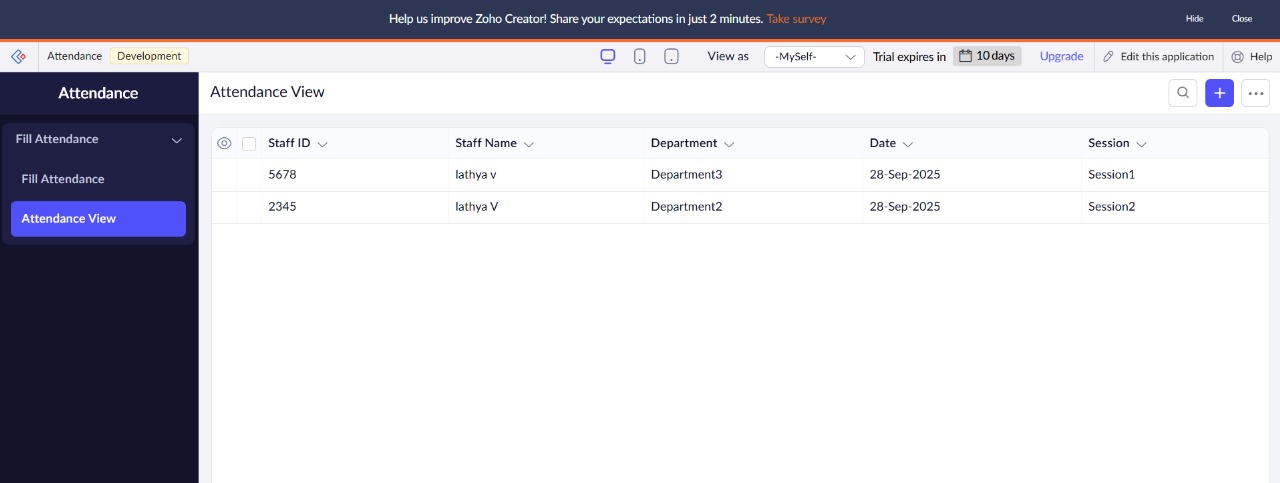 Help us improve Zoho Creator! Share your expectations in just 2 minutes. Take survey Hide Close
Attendance Development View as -MySelf- Trial expires in 10 days Upgrade Edit this application Help
Attendance
Fill Attendance
Fill Attendance
Attendance View
Attendance View
Staff ID Staff Name Department Date Session
5678 lathya v Department3 28-Sep-2025 Session1
2345 lathya V Department2 28-Sep-2025 Session2